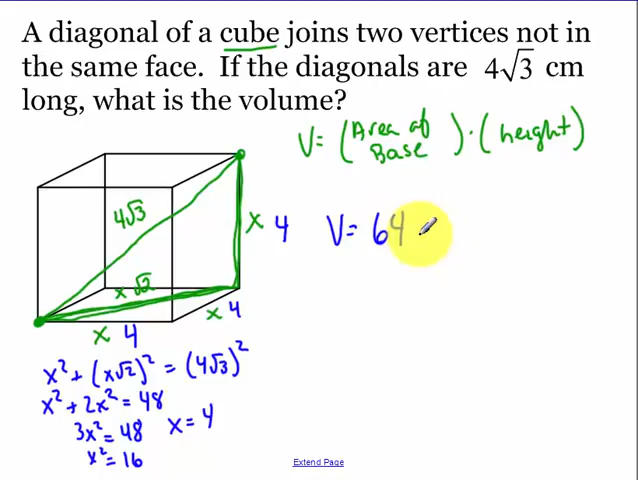 A diagonal of a cube joins two vertices not in
the same face. If the diagonals are 4√3 cm
long, what is the volume?
V = (Area of Base) · (height)
4√3
x√2
x 4
V = 64
x 4
x 4
x² + (x√2)² = (4√3)²
x² + 2x² = 48
3x² = 48
x = 4
x² = 16
Extend Page